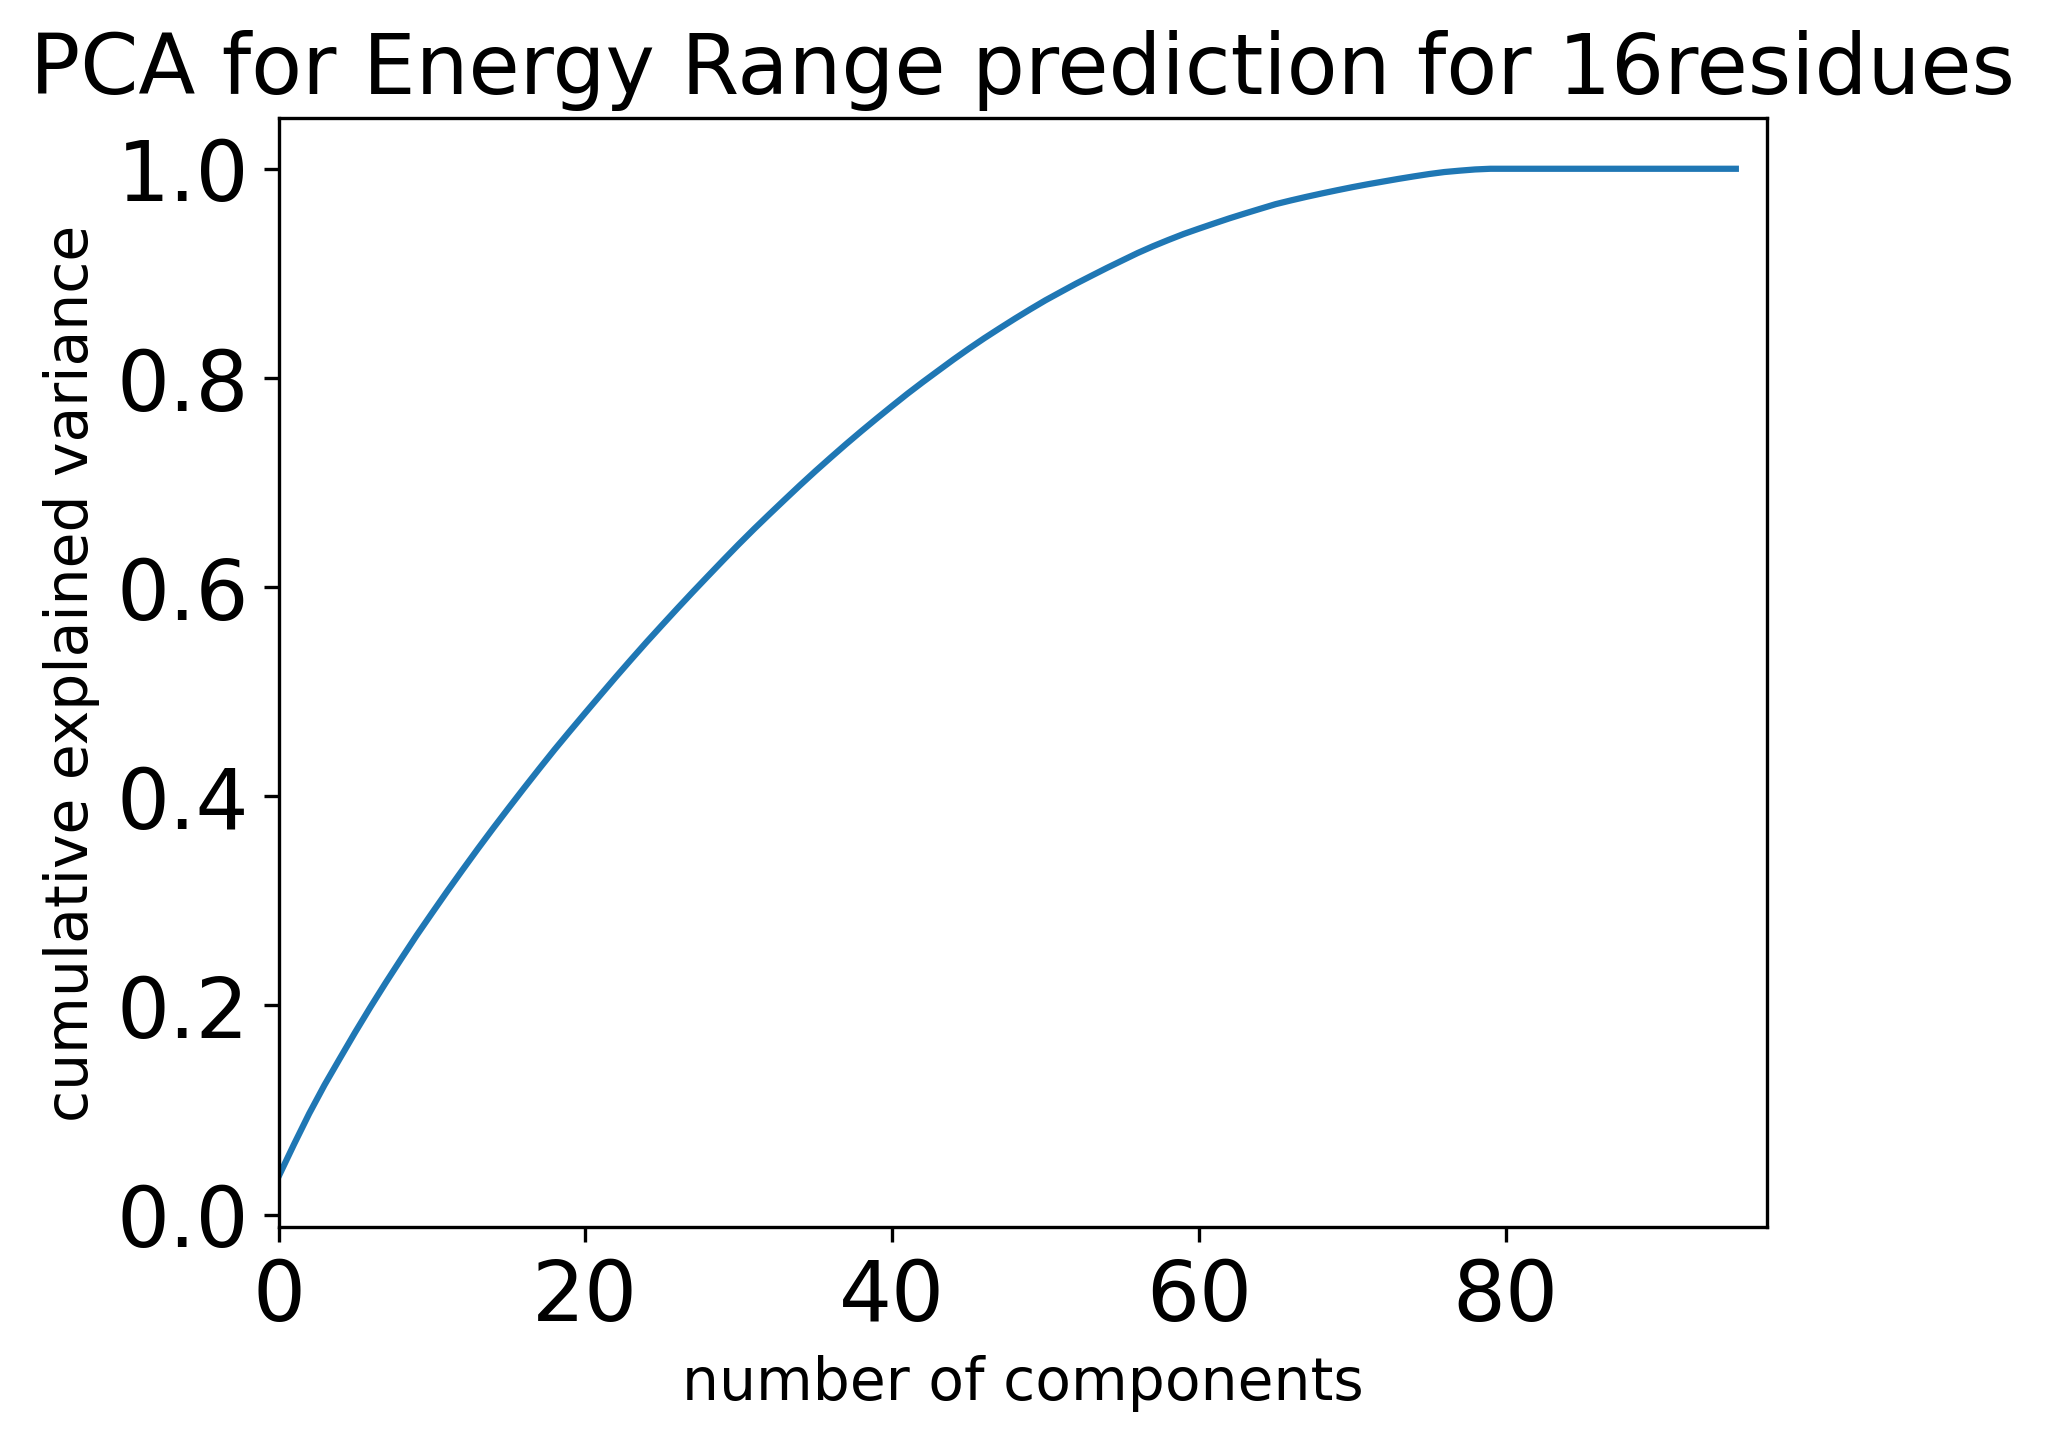 PCA for Energy Range prediction for 16residues
cumulative explained variance
1.0
0.8
0.6
0.4
0.2
0.0
0 20 40 60 80
number of components